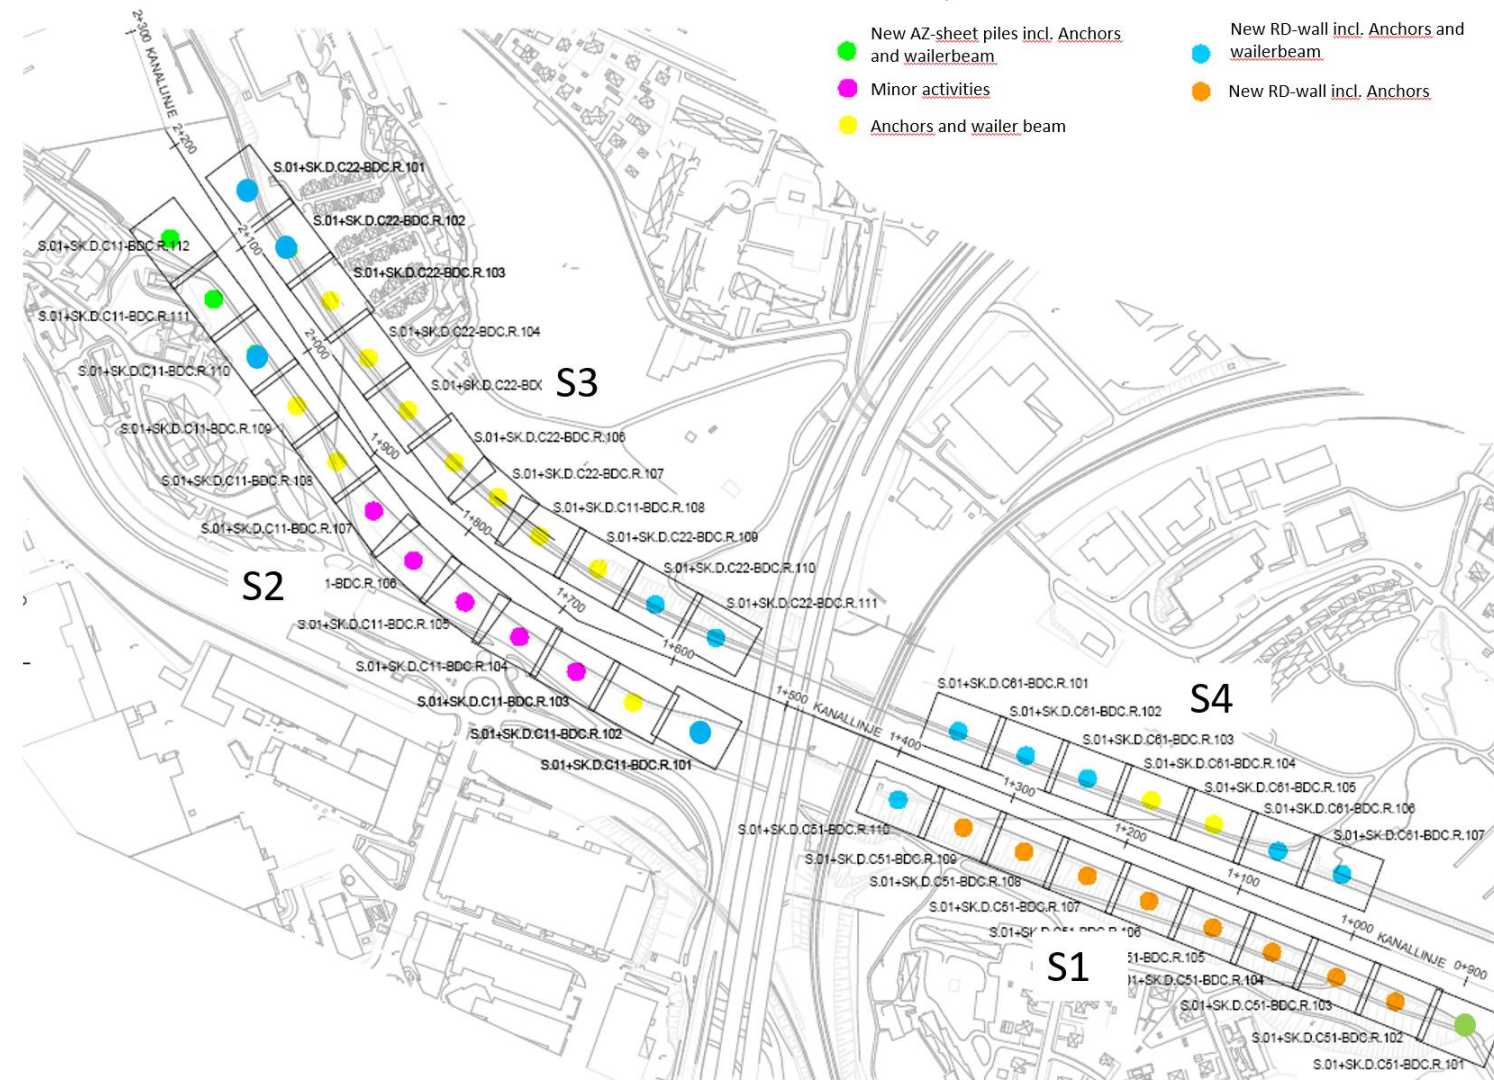 New AZ-sheet piles incl. Anchors
and wailerbeam
Minor activities
Anchors and wailer beam
New RD-wall incl. Anchors and
wailerbeam
New RD-wall incl. Anchors
2+300 KANALLINJE 2+200
2+100
2+000
1+900
1+800
1+700
1+600
1+500 KANALLINJE 1+400
1+300
1+200
1+100
1+000 KANALLINJE 0+900
S.01+SK.D.C22-BDC.R.101
S.01+SK.D.C22-BDC.R.102
S.01+SK.D.C22-BDC.R.103
S.01+SK.D.C22-BDC.R.104
S.01+SK.D.C22-BD
S3
S.01+SK.D.C22-BDC.R.106
S.01+SK.D.C22-BDC.R.107
S.01+SK.D.C11-BDC.R.108
S.01+SK.D.C22-BDC.R.109
S.01+SK.D.C22-BDC.R.110
S.01+SK.D.C22-BDC.R.111
S.01+SK.D.C11-BDC.R.112
S.01+SK.D.C11-BDC.R.111
S.01+SK.D.C11-BDC.R.110
S.01+SK.D.C11-BDC.R.109
S.01+SK.D.C11-BDC.R.108
S.01+SK.D.C11-BDC.R.107
S2
1-BDC.R.106
S.01+SK.D.C11-BDC.R.105
S.01+SK.D.C11-BDC.R.104
S.01+SK.D.C11-BDC.R.103
S.01+SK.D.C11-BDC.R.102
S.01+SK.D.C11-BDC.R.101
S.01+SK.D.C61-BDC.R.101
S4
S.01+SK.D.C61-BDC.R.102
S.01+SK.D.C61-BDC.R.103
S.01+SK.D.C61-BDC.R.104
S.01+SK.D.C61-BDC.R.105
S.01+SK.D.C61-BDC.R.106
S.01+SK.D.C61-BDC.R.107
S.01+SK.D.C51-BDC.R.110
S.01+SK.D.C51-BDC.R.109
S.01+SK.D.C51-BDC.R.108
S.01+SK.D.C51-BDC.R.107
S.01+SK.D.C51-BDC.R.106
S1
51-BDC.R.105
01+SK.D.C51-BDC.R.104
S.01+SK.D.C51-BDC.R.103
S.01+SK.D.C51-BDC.R.102
S.01+SK.D.C51-BDC.R.101